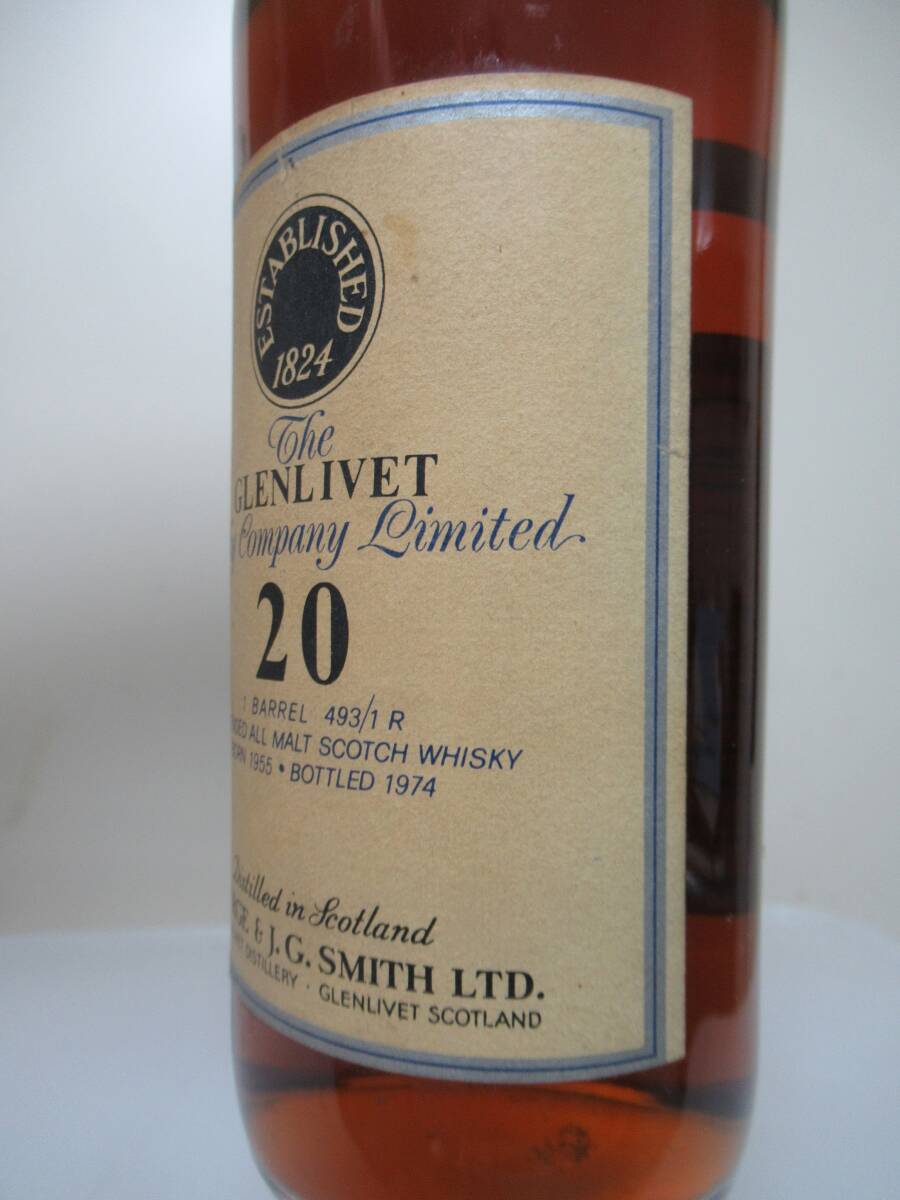 ESTABLISHED
1824
The
GLENLIVET
Company Limited
20
1 BARREL 493/1 R
ALL MALT SCOTCH WHISKY
1955 • BOTTLED 1974
Distilled in Scotland
& J.G. SMITH LTD.
DISTILLERY · GLENLIVET SCOTLAND